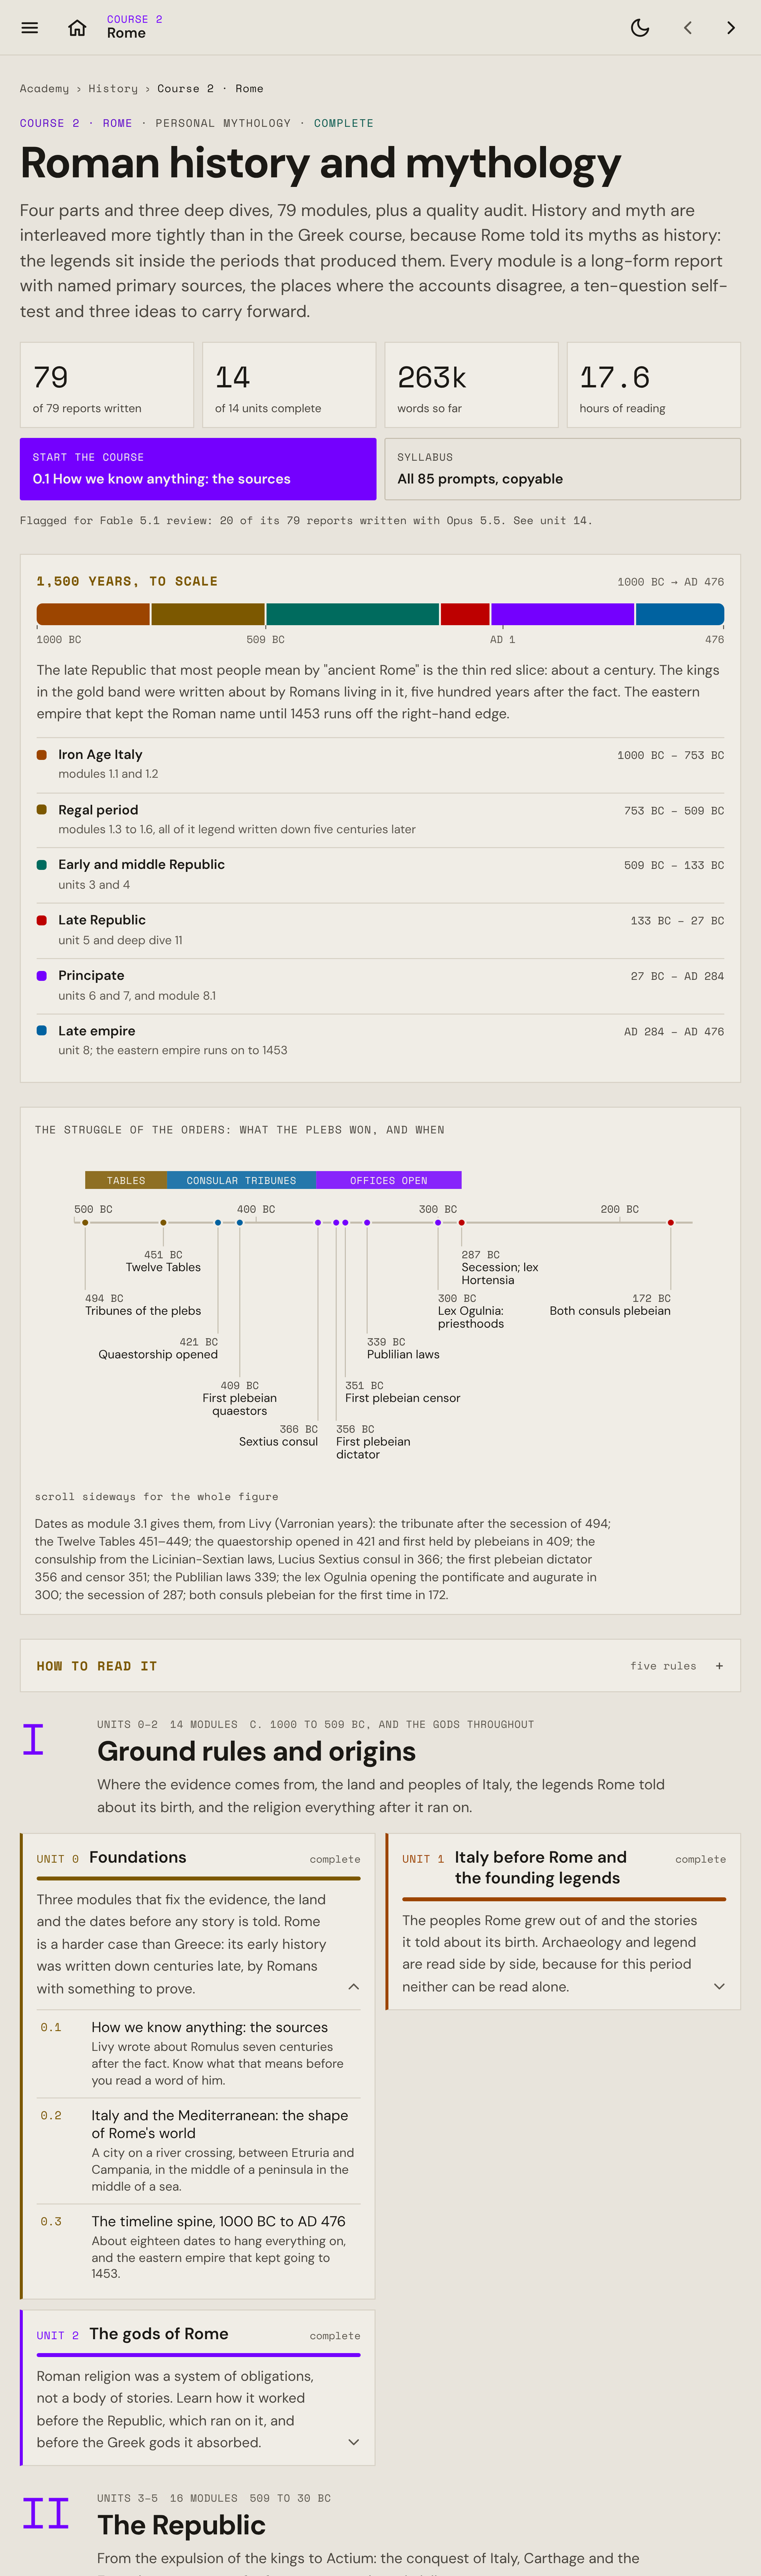 COURSE 2
Rome
Academy › History › Course 2 · Rome
COURSE 2 · ROME · PERSONAL MYTHOLOGY · COMPLETE
Roman history and mythology
Four parts and three deep dives, 79 modules, plus a quality audit. History and myth are
interleaved more tightly than in the Greek course, because Rome told its myths as history:
the legends sit inside the periods that produced them. Every module is a long-form report
with named primary sources, the places where the accounts disagree, a ten-question self-
test and three ideas to carry forward.
79
of 79 reports written
14
of 14 units complete
263k
words so far
17.6
hours of reading
START THE COURSE
0.1 How we know anything: the sources
SYLLABUS
All 85 prompts, copyable
Flagged for Fable 5.1 review: 20 of its 79 reports written with Opus 5.5. See unit 14.
1,500 YEARS, TO SCALE
1000 BC → AD 476
1000 BC
509 BC
AD 1
476
The late Republic that most people mean by "ancient Rome" is the thin red slice: about a century. The kings
in the gold band were written about by Romans living in it, five hundred years after the fact. The eastern
empire that kept the Roman name until 1453 runs off the right-hand edge.
Iron Age Italy
1000 BC – 753 BC
modules 1.1 and 1.2
Regal period
753 BC – 509 BC
modules 1.3 to 1.6, all of it legend written down five centuries later
Early and middle Republic
509 BC – 133 BC
units 3 and 4
Late Republic
133 BC – 27 BC
unit 5 and deep dive 11
Principate
27 BC – AD 284
units 6 and 7, and module 8.1
Late empire
AD 284 – AD 476
unit 8; the eastern empire runs on to 1453
THE STRUGGLE OF THE ORDERS: WHAT THE PLEBS WON, AND WHEN
TABLES
CONSULAR TRIBUNES
OFFICES OPEN
500 BC
400 BC
300 BC
200 BC
451 BC
Twelve Tables
287 BC
Secession; lex
Hortensia
494 BC
Tribunes of the plebs
300 BC
Lex Ogulnia:
priesthoods
172 BC
Both consuls plebeian
421 BC
Quaestorship opened
339 BC
Publilian laws
409 BC
First plebeian
quaestors
351 BC
First plebeian censor
366 BC
Sextius consul
356 BC
First plebeian
dictator
scroll sideways for the whole figure
Dates as module 3.1 gives them, from Livy (Varronian years): the tribunate after the secession of 494;
the Twelve Tables 451–449; the quaestorship opened in 421 and first held by plebeians in 409; the
consulship from the Licinian-Sextian laws, Lucius Sextius consul in 366; the first plebeian dictator
356 and censor 351; the Publilian laws 339; the lex Ogulnia opening the pontificate and augurate in
300; the secession of 287; both consuls plebeian for the first time in 172.
HOW TO READ IT
five rules +
I
UNITS 0–2 14 MODULES C. 1000 TO 509 BC, AND THE GODS THROUGHOUT
Ground rules and origins
Where the evidence comes from, the land and peoples of Italy, the legends Rome told
about its birth, and the religion everything after it ran on.
UNIT 0 Foundations
complete
Three modules that fix the evidence, the land
and the dates before any story is told. Rome
is a harder case than Greece: its early history
was written down centuries late, by Romans
with something to prove.
0.1 How we know anything: the sources
Livy wrote about Romulus seven centuries
after the fact. Know what that means before
you read a word of him.
0.2 Italy and the Mediterranean: the shape
of Rome's world
A city on a river crossing, between Etruria and
Campania, in the middle of a peninsula in the
middle of a sea.
0.3 The timeline spine, 1000 BC to AD 476
About eighteen dates to hang everything on,
and the eastern empire that kept going to
1453.
UNIT 1 Italy before Rome and
the founding legends
complete
The peoples Rome grew out of and the stories
it told about its birth. Archaeology and legend
are read side by side, because for this period
neither can be read alone.
UNIT 2 The gods of Rome
complete
Roman religion was a system of obligations,
not a body of stories. Learn how it worked
before the Republic, which ran on it, and
before the Greek gods it absorbed.
II
UNITS 3–5 16 MODULES 509 TO 30 BC
The Republic
From the expulsion of the kings to Actium: the conquest of Italy, Carthage and the